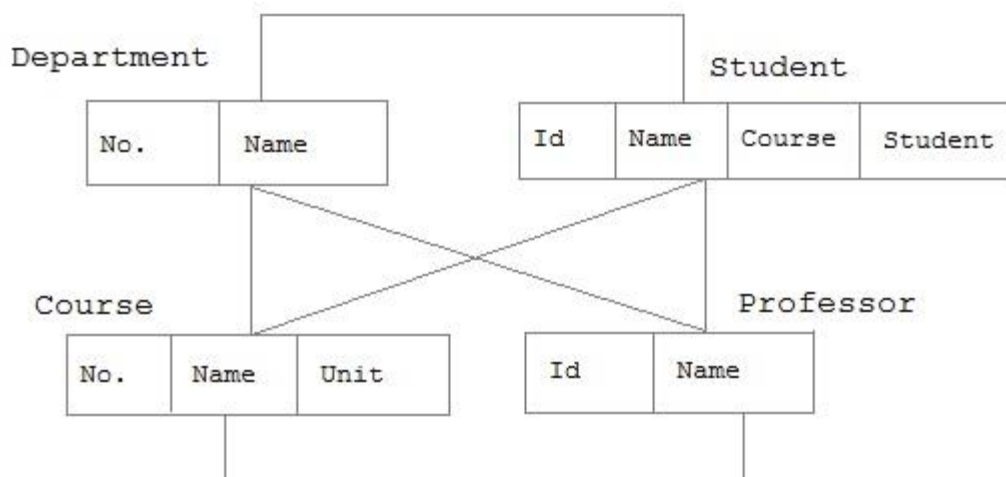 Department
Student
No. Name
Id Name Course Student
Course
Professor
No. Name Unit
Id Name